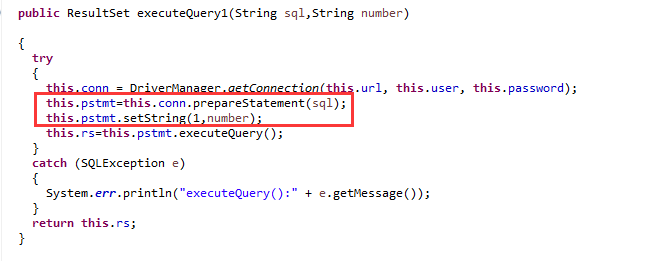 public ResultSet executeQuery1(String sql,String number)
{
try
{
this.conn = DriverManager.getConnection(this.url, this.user, this.password);
this.pstmt=this.conn.prepareStatement(sql);
this.pstmt.setString(1,number);
this.rs=this.pstmt.executeQuery();
}
catch (SQLException e)
{
System.err.println("executeQuery():" + e.getMessage());
}
return this.rs;
}